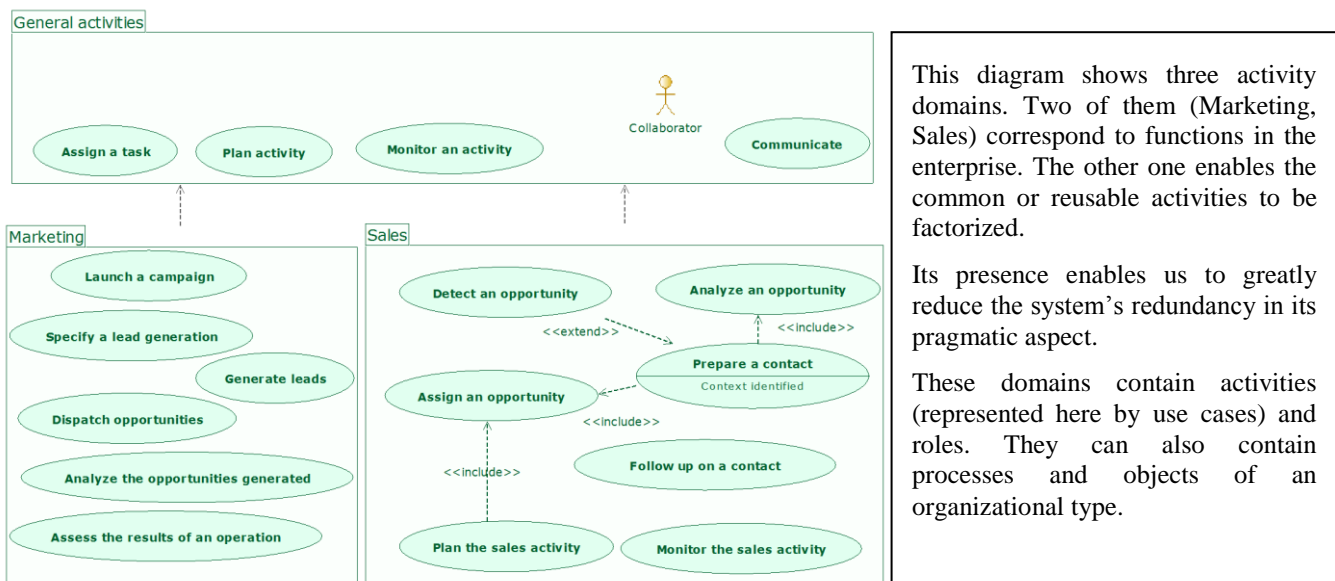 General activities
Collaborator
Assign a task
Plan activity
Monitor an activity
Communicate
Marketing
Launch a campaign
Specify a lead generation
Generate leads
Dispatch opportunities
Analyze the opportunities generated
Assess the results of an operation
Sales
Detect an opportunity
Analyze an opportunity
<<extend>>
<<include>>
Prepare a contact
Context identified
Assign an opportunity
<<include>>
<<include>>
Follow up on a contact
Plan the sales activity
Monitor the sales activity
This diagram shows three activity
domains. Two of them (Marketing,
Sales) correspond to functions in the
enterprise. The other one enables the
common or reusable activities to be
factorized.
Its presence enables us to greatly
reduce the system's redundancy in its
pragmatic aspect.
These domains contain activities
(represented here by use cases) and
roles. They can also contain
processes and objects of an
organizational type.